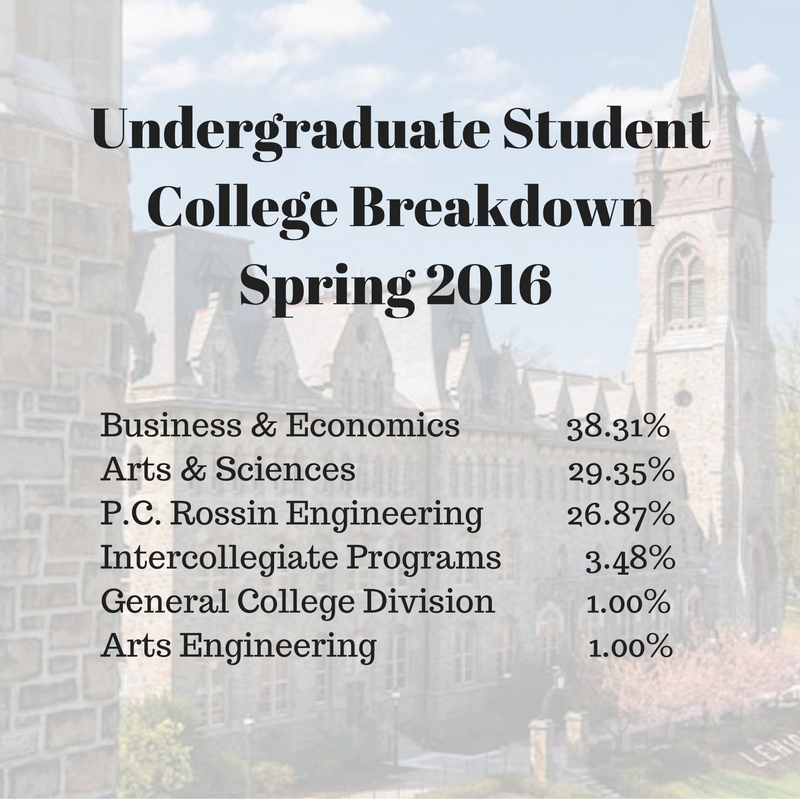 Undergraduate Student
College Breakdown
Spring 2016
Business & Economics 38.31%
Arts & Sciences 29.35%
P.C. Rossin Engineering 26.87%
Intercollegiate Programs 3.48%
General College Division 1.00%
Arts Engineering 1.00%